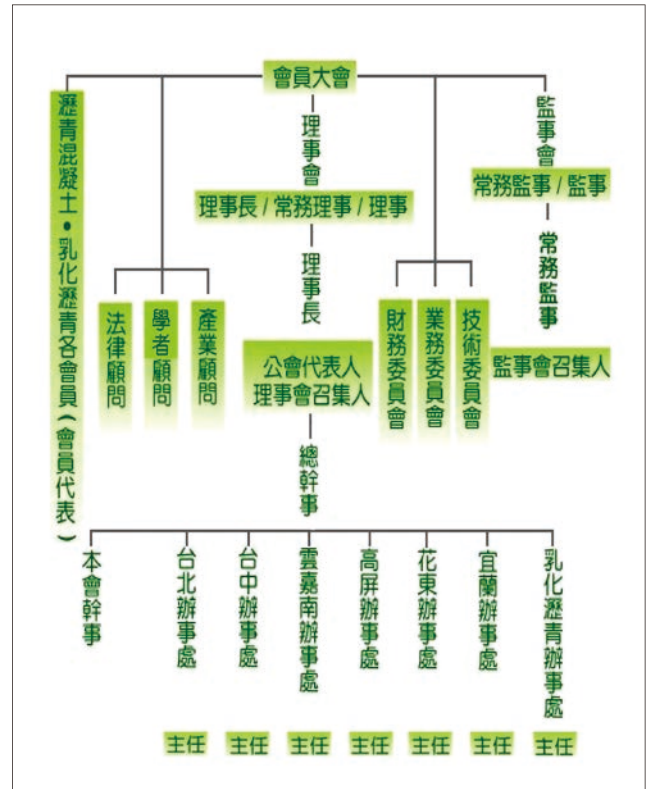 會員大會
瀝青混凝土•乳化瀝青各會員(會員代表)
理事會
監事會
理事長/常務理事/理事
常務監事/監事
理事長
常務監事
法律顧問
學者顧問
產業顧問
財務委員會
業務委員會
技術委員會
公會代表人
理事會召集人
監事會召集人
總幹事
本會幹事
台北辦事處
台中辦事處
雲嘉南辦事處
高屏辦事處
花東辦事處
宜蘭辦事處
乳化瀝青辦事處
主任
主任
主任
主任
主任
主任
主任